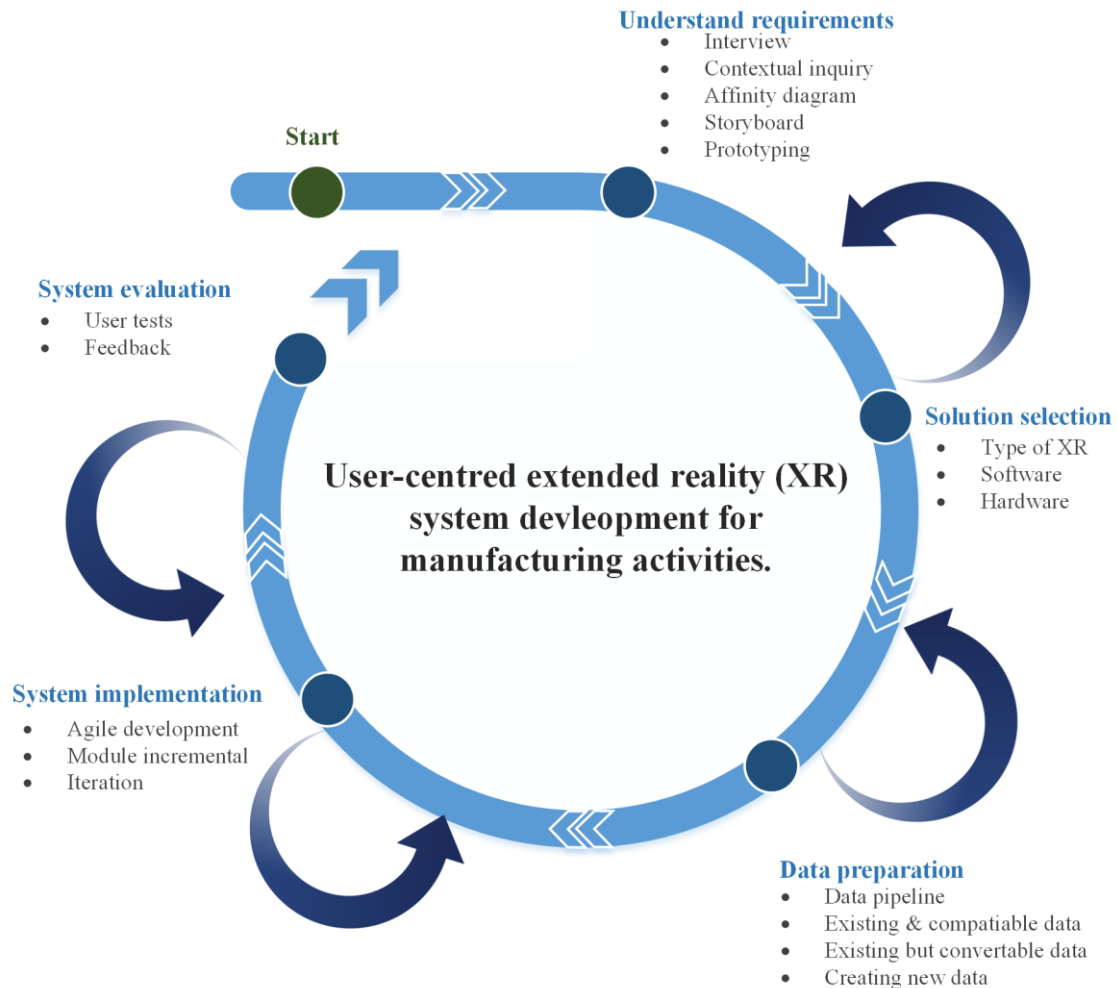 Understand requirements
• Interview
• Contextual inquiry
• Affinity diagram
• Storyboard
• Prototyping
Start
System evaluation
• User tests
• Feedback
Solution selection
• Type of XR
• Software
• Hardware
User-centred extended reality (XR)
system devleopment for
manufacturing activities.
System implementation
• Agile development
• Module incremental
• Iteration
Data preparation
• Data pipeline
• Existing & compatiable data
• Existing but convertable data
• Creating new data